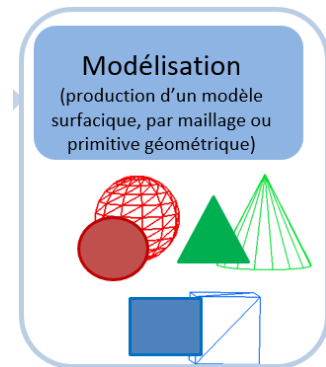 Modélisation
(production d'un modèle
surfacique, par maillage ou
primitive géométrique)